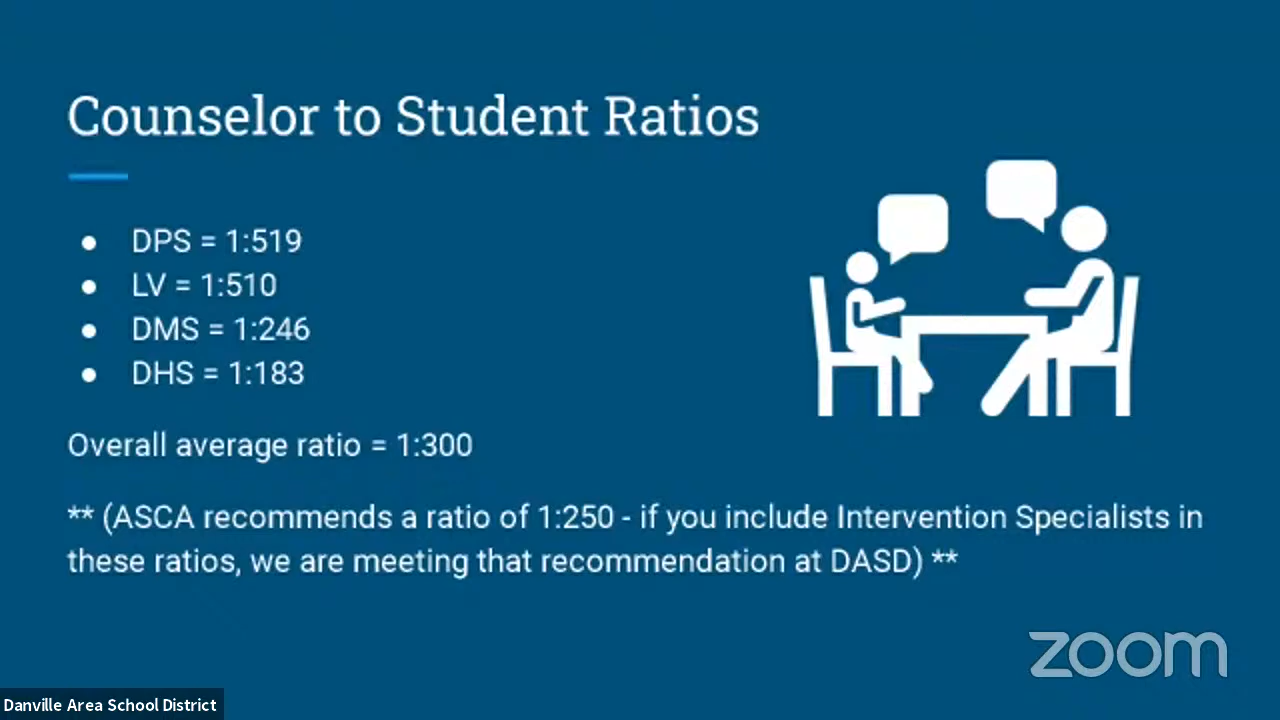 Counselor to Student Ratios
● DPS = 1:519
● LV = 1:510
● DMS = 1:246
● DHS = 1:183
Overall average ratio = 1:300
** (ASCA recommends a ratio of 1:250 - if you include Intervention Specialists in
these ratios, we are meeting that recommendation at DASD) **
zoom
Danville Area School District